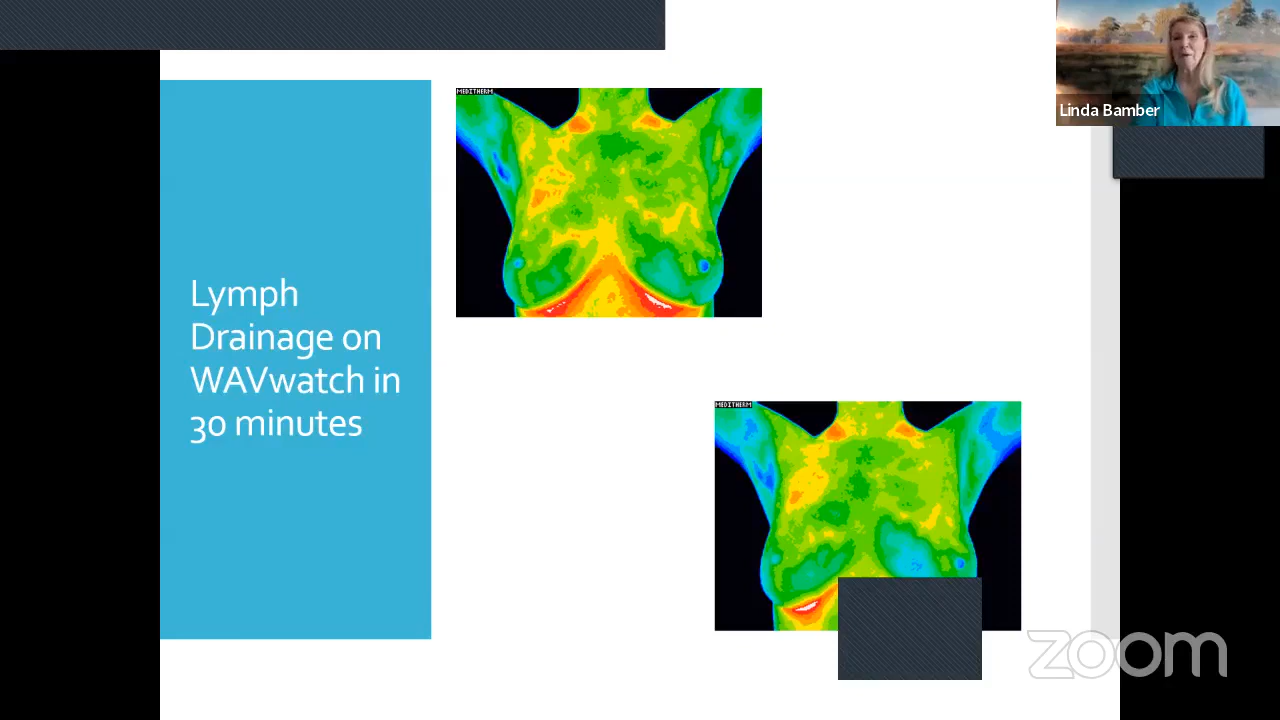 MEDITHERM
Linda Bamber
Lymph
Drainage on
WAVwatch in
30 minutes
MEDITHERM
zoom